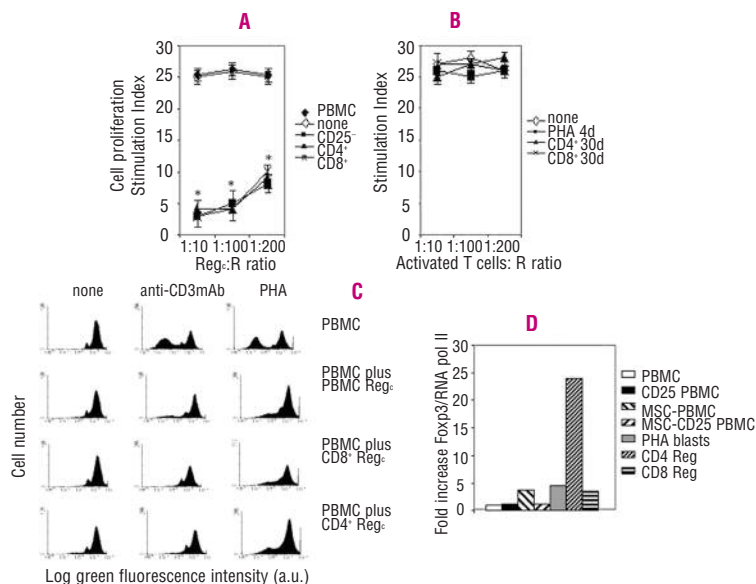 A
B
30
25
20
15
10
5
0
Cell proliferation
Stimulation Index
* * *
1:10 1:100 1:200
Reg꜀:R ratio
PBMC
none
CD25⁻
CD4⁺
CD8⁺
30
25
20
15
10
5
0
Stimulation Index
1:10 1:100 1:200
Activated T cells: R ratio
none
PHA 4d
CD4⁺ 30d
CD8⁺ 30d
C
none anti-CD3mAb PHA
PBMC
PBMC plus
PBMC Reg꜀
PBMC plus
CD8⁺ Reg꜀
PBMC plus
CD4⁺ Reg꜀
Cell number
Log green fluorescence intensity (a.u.)
D
30
25
20
15
10
5
0
Fold increase Foxp3/RNA pol II
PBMC
CD25 PBMC
MSC-PBMC
MSC-CD25 PBMC
PHA blasts
CD4 Reg
CD8 Reg